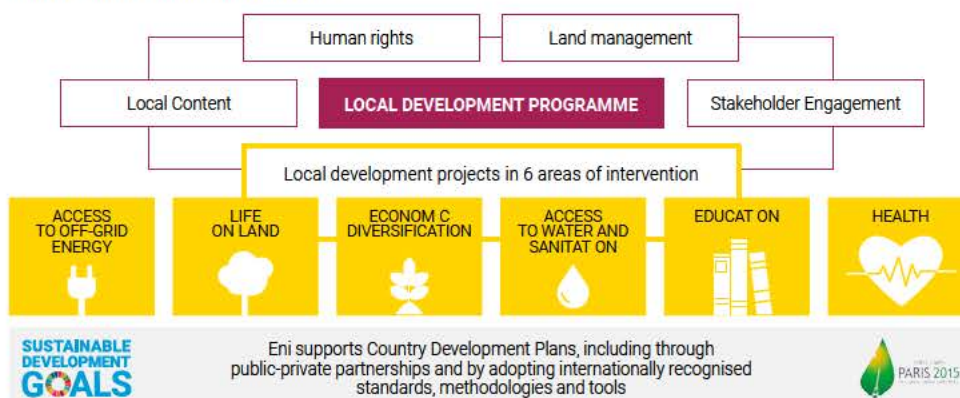 Human rights
Land management
Local Content
LOCAL DEVELOPMENT PROGRAMME
Stakeholder Engagement
Local development projects in 6 areas of intervention
ACCESS
TO OFF-GRID
ENERGY
LIFE
ON LAND
ECONOM C
DIVERSIFICATION
ACCESS
TO WATER AND
SANITAT ON
EDUCAT ON
HEALTH
SUSTAINABLE
DEVELOPMENT
GOALS
Eni supports Country Development Plans, including through
public-private partnerships and by adopting internationally recognised
standards, methodologies and tools
PARIS 2015